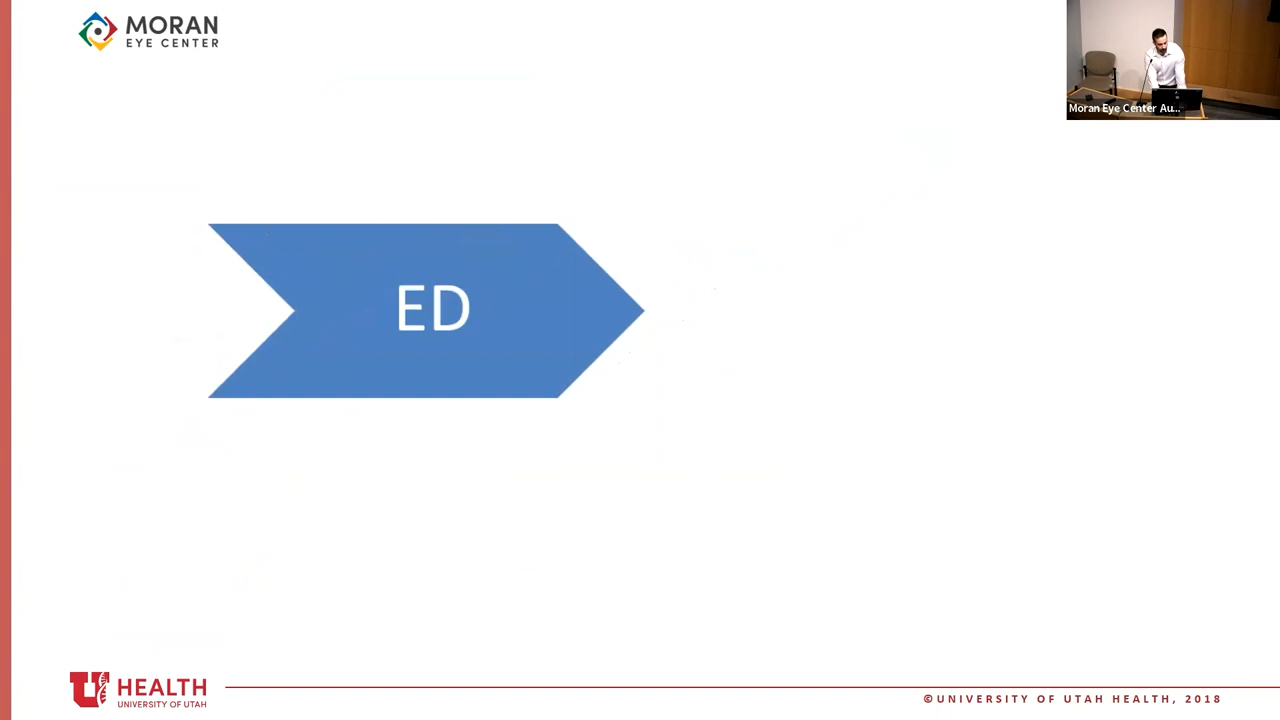 MORAN
EYE CENTER
Moran Eye Center Au...
ED
U HEALTH
UNIVERSITY OF UTAH
©UNIVERSITY OF UTAH HEALTH, 2018